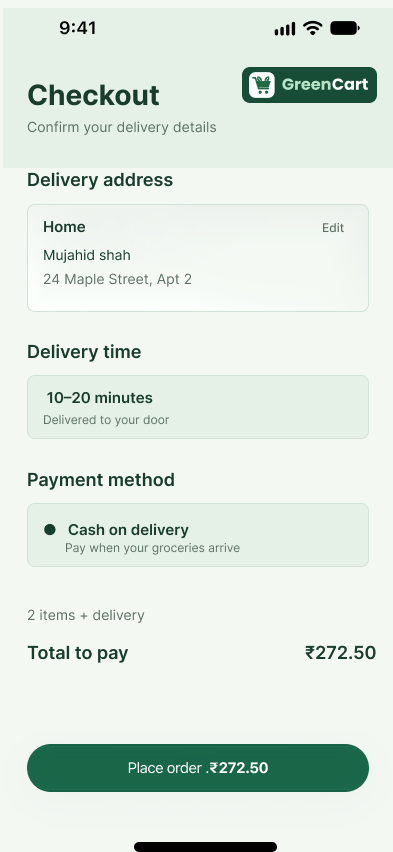 9:41
GreenCart
Checkout
Confirm your delivery details
Delivery address
Home
Edit
Mujahid shah
24 Maple Street, Apt 2
Delivery time
10–20 minutes
Delivered to your door
Payment method
Cash on delivery
Pay when your groceries arrive
2 items + delivery
Total to pay ₹272.50
Place order .₹272.50